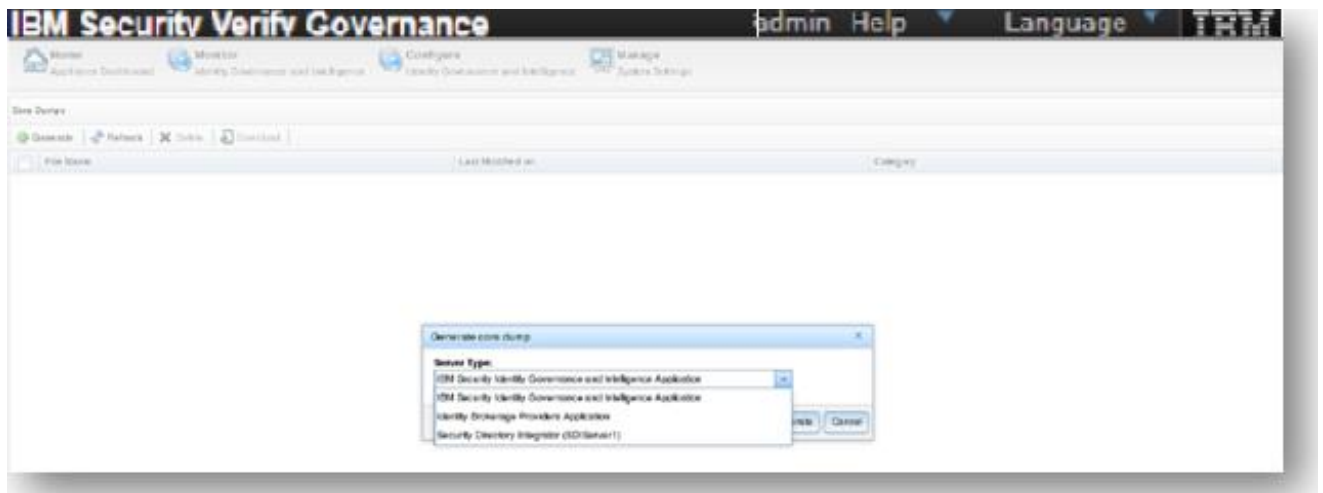 IBM Security Verify Governance admin Help Language IBM
Home Monitor Configure Manage
Appliance Dashboard Identity Governance and Intelligence Identity Governance and Intelligence System Settings
Core Dumps
Generate Refresh Delete Download
File Name Last Modified on Category
Generate core dump
Server Type:
IBM Security Identity Governance and Intelligence Application
IBM Security Identity Governance and Intelligence Application
Identity Brokerage Providers Application
Security Directory Integrator (SDIServer1)
Cancel